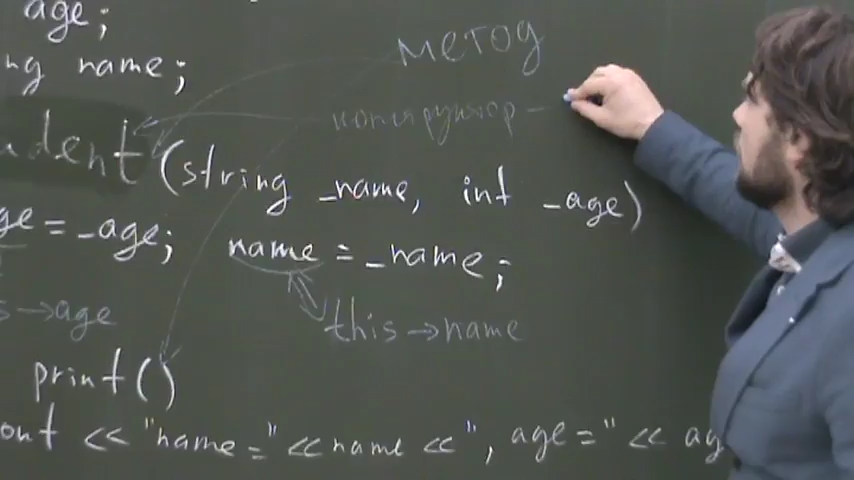 age;
ng name;
метод
конструктор -
udent (string _name, int _age)
ge = _age; name = _name;
s → age
this → name
print()
out << "name=" << name << ", age=" << ag